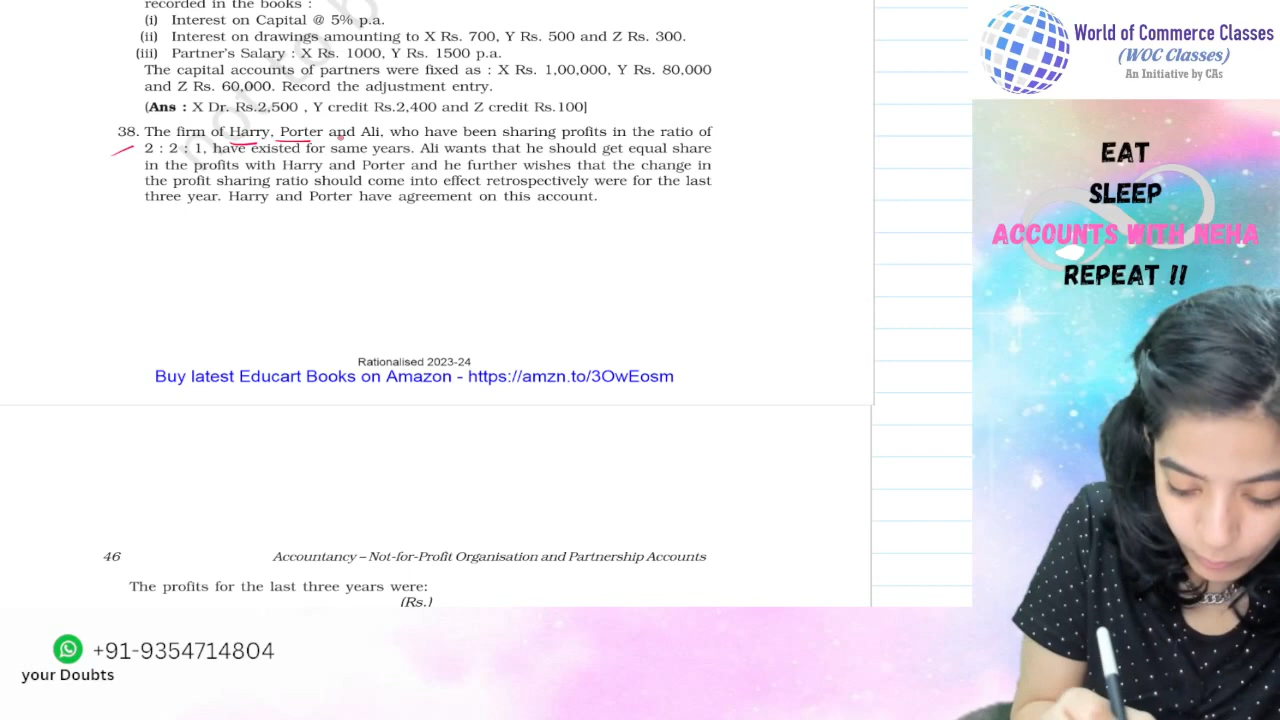 recorded in the books :
(i) Interest on Capital @ 5% p.a.
(ii) Interest on drawings anounting to X Rs. 700, Y Rs. 500 and Z Rs. 300.
(iii) Partner's Salary : X Rs. 1000, Y Rs. 1500 p.a.
The capital accounts of partners were fixed as : X Rs. 1,00,000, Y Rs. 80,000
and Z Rs. 60,000. Record the adjustment entry.
(Ans : X Dr. Rs.2,500 , Y credit Rs.2,400 and Z credit Rs.100]
38. The firm of Harry, Porter and Ali, who have been sharing profits in the ratio of
2 : 2 : 1, have existed for same years. Ali wants that he should get equal share
in the profits with Harry and Porter and he further wishes that the change in
the profit sharing ratio should come into effect retrospectively were for the last
three year. Harry and Porter have agreement on this account.
not to b
Rationalised 2023-24
Buy latest Educart Books on Amazon - https://amzn.to/3OwEosm
46 Accountancy – Not-for-Profit Organisation and Partnership Accounts
The profits for the last three years were:
(Rs.)
World of Commerce Classes
(WOC Classes)
An Initiative by CAs
EAT
SLEEP
ACCOUNTS WITH NEHA
REPEAT !!
+91-9354714804
your Doubts